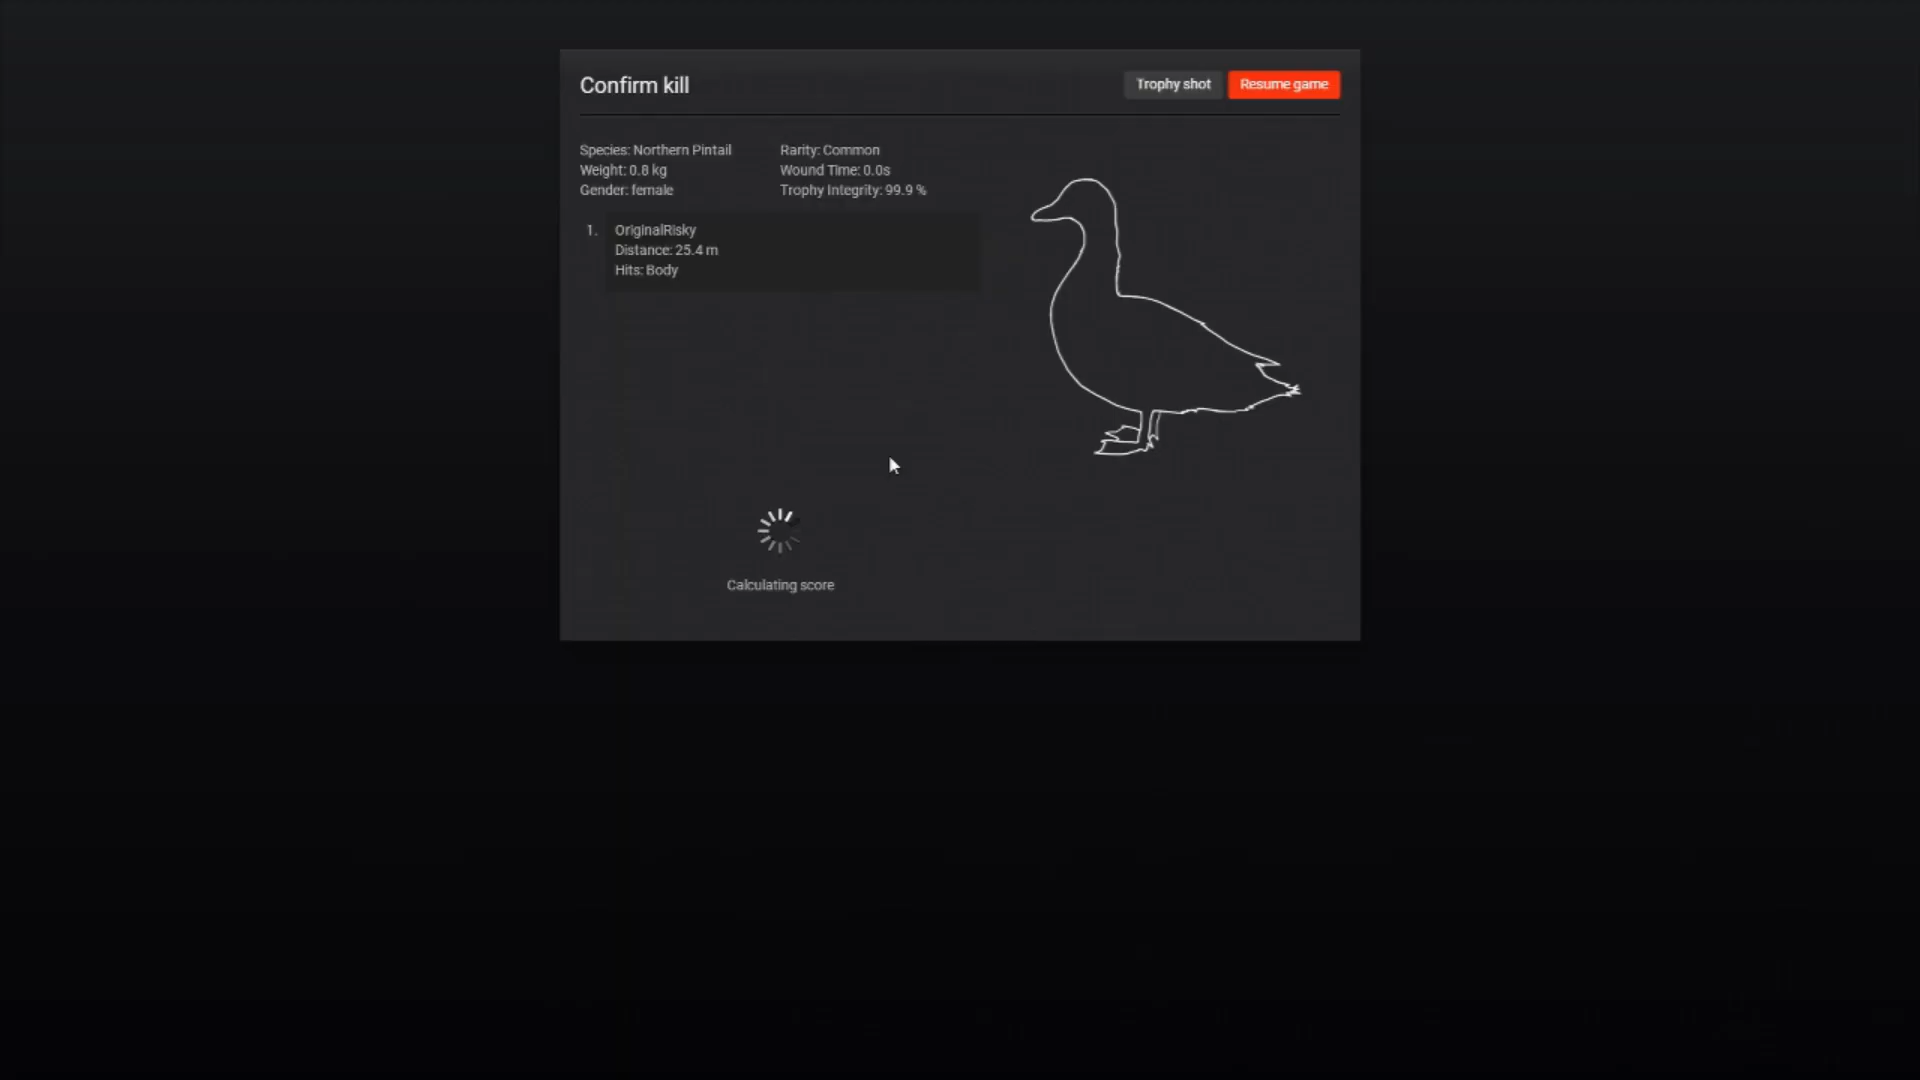 Confirm kill
Trophy shot
Resume game
Species: Northern Pintail
Weight: 0.8 kg
Gender: female
Rarity: Common
Wound Time: 0.0s
Trophy Integrity: 99.9 %
1.
OriginalRisky
Distance: 25.4 m
Hits: Body
Calculating score